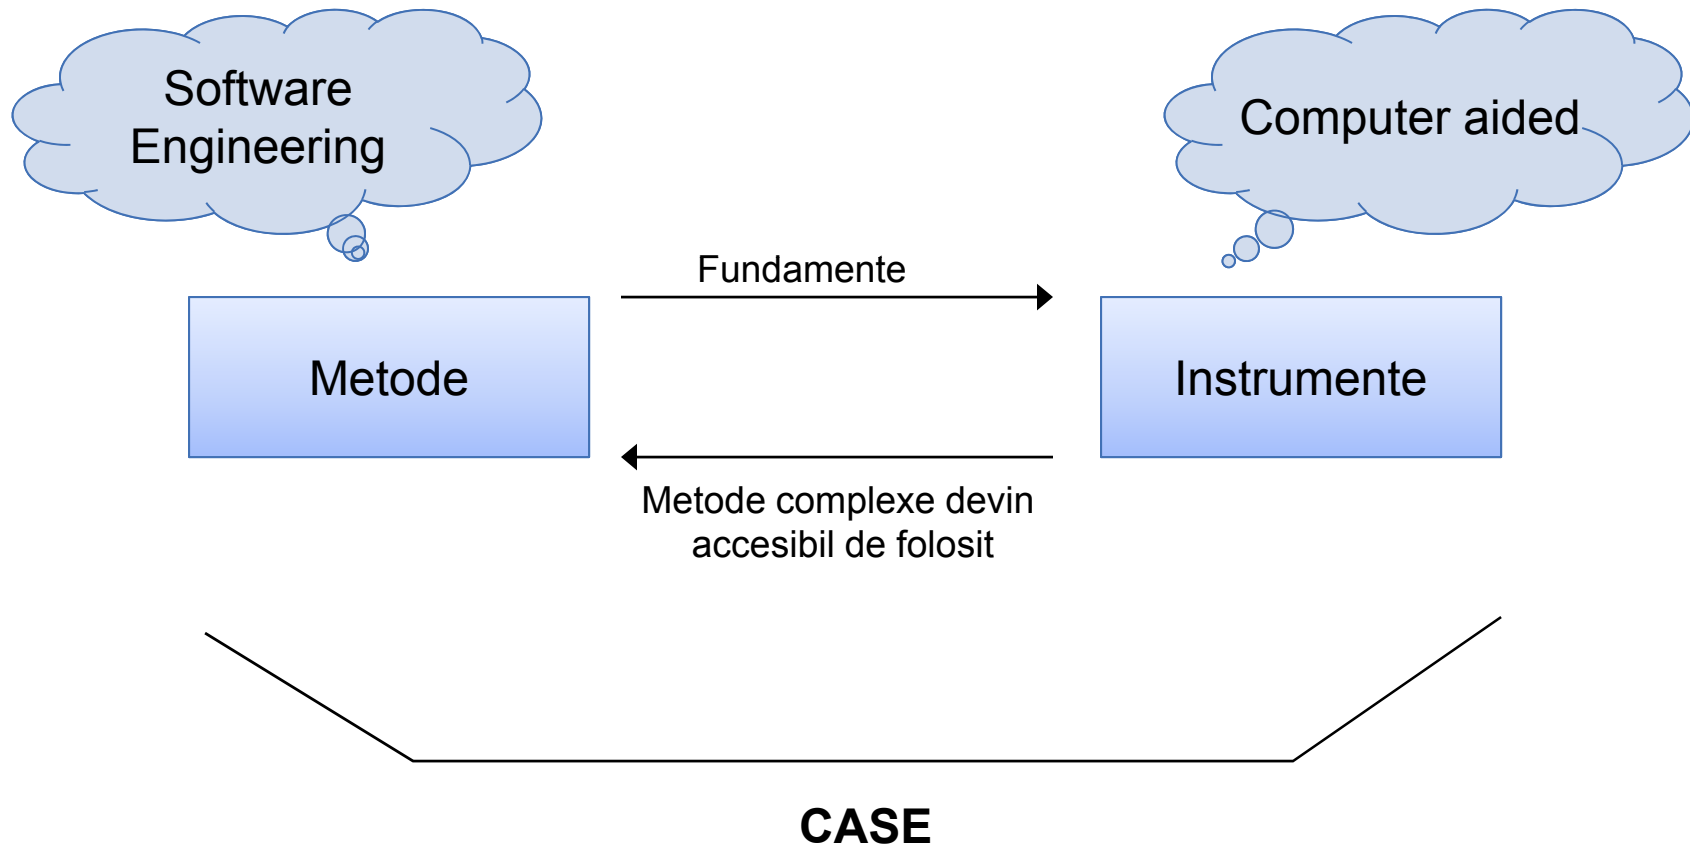 Software
Engineering
Computer aided
Fundamente
Metode
Instrumente
Metode complexe devin
accesibil de folosit
CASE